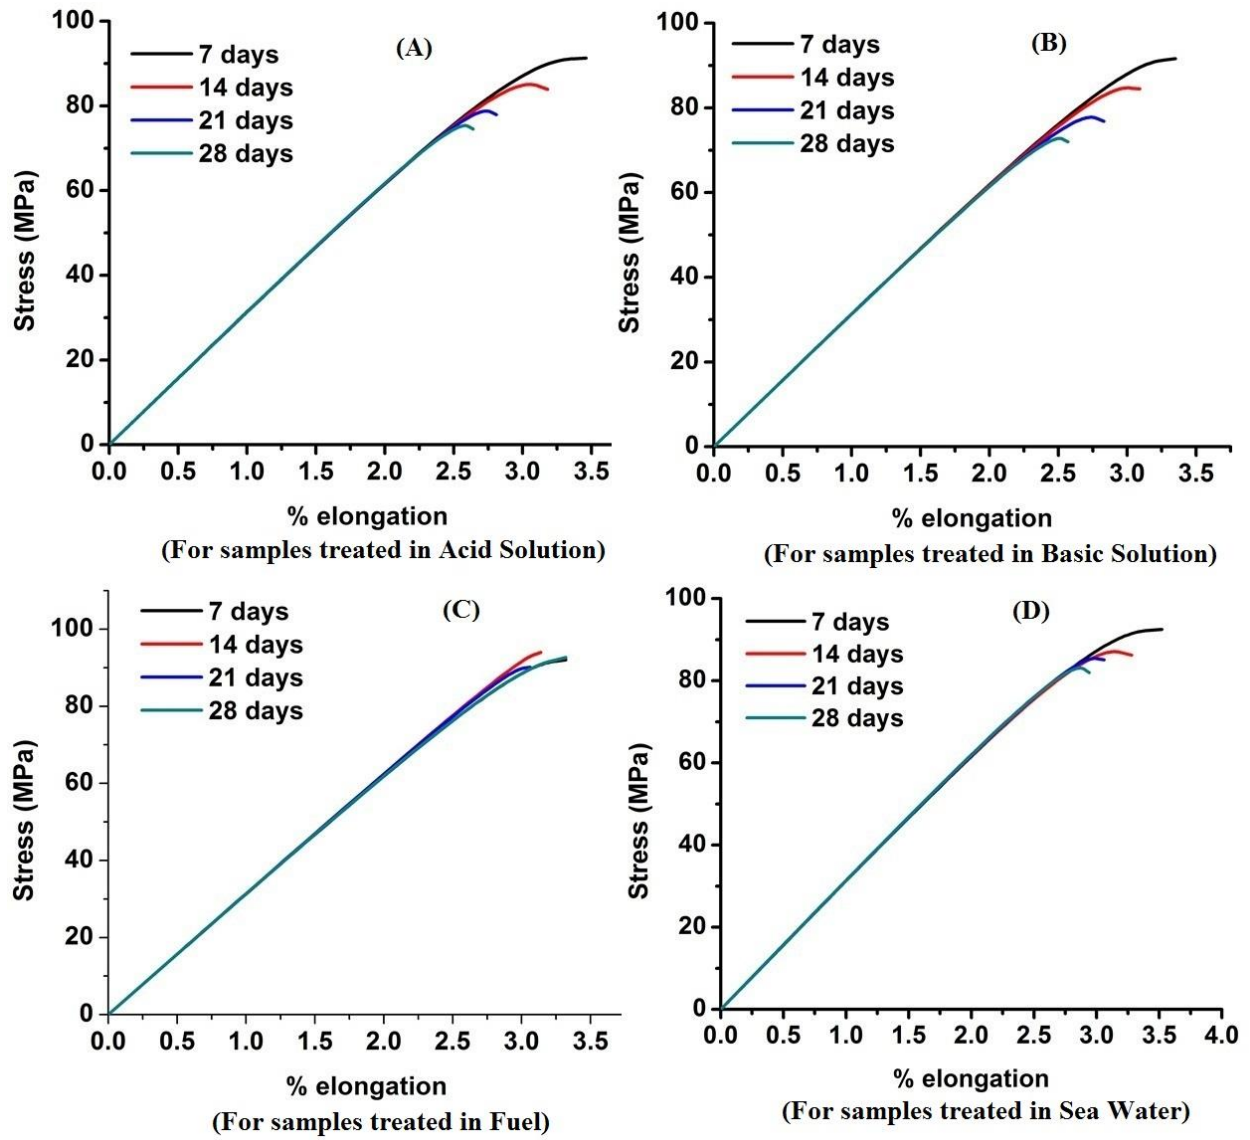 (A)
7 days
14 days
21 days
28 days
Stress (MPa)
100
80
60
40
20
0
0.0 0.5 1.0 1.5 2.0 2.5 3.0 3.5
% elongation
(For samples treated in Acid Solution)
(B)
7 days
14 days
21 days
28 days
Stress (MPa)
100
80
60
40
20
0
0.0 0.5 1.0 1.5 2.0 2.5 3.0 3.5
% elongation
(For samples treated in Basic Solution)
(C)
7 days
14 days
21 days
28 days
Stress (MPa)
100
80
60
40
20
0
0.0 0.5 1.0 1.5 2.0 2.5 3.0 3.5
% elongation
(For samples treated in Fuel)
(D)
7 days
14 days
21 days
28 days
Stress (MPa)
100
80
60
40
20
0
0.0 0.5 1.0 1.5 2.0 2.5 3.0 3.5 4.0
% elongation
(For samples treated in Sea Water)